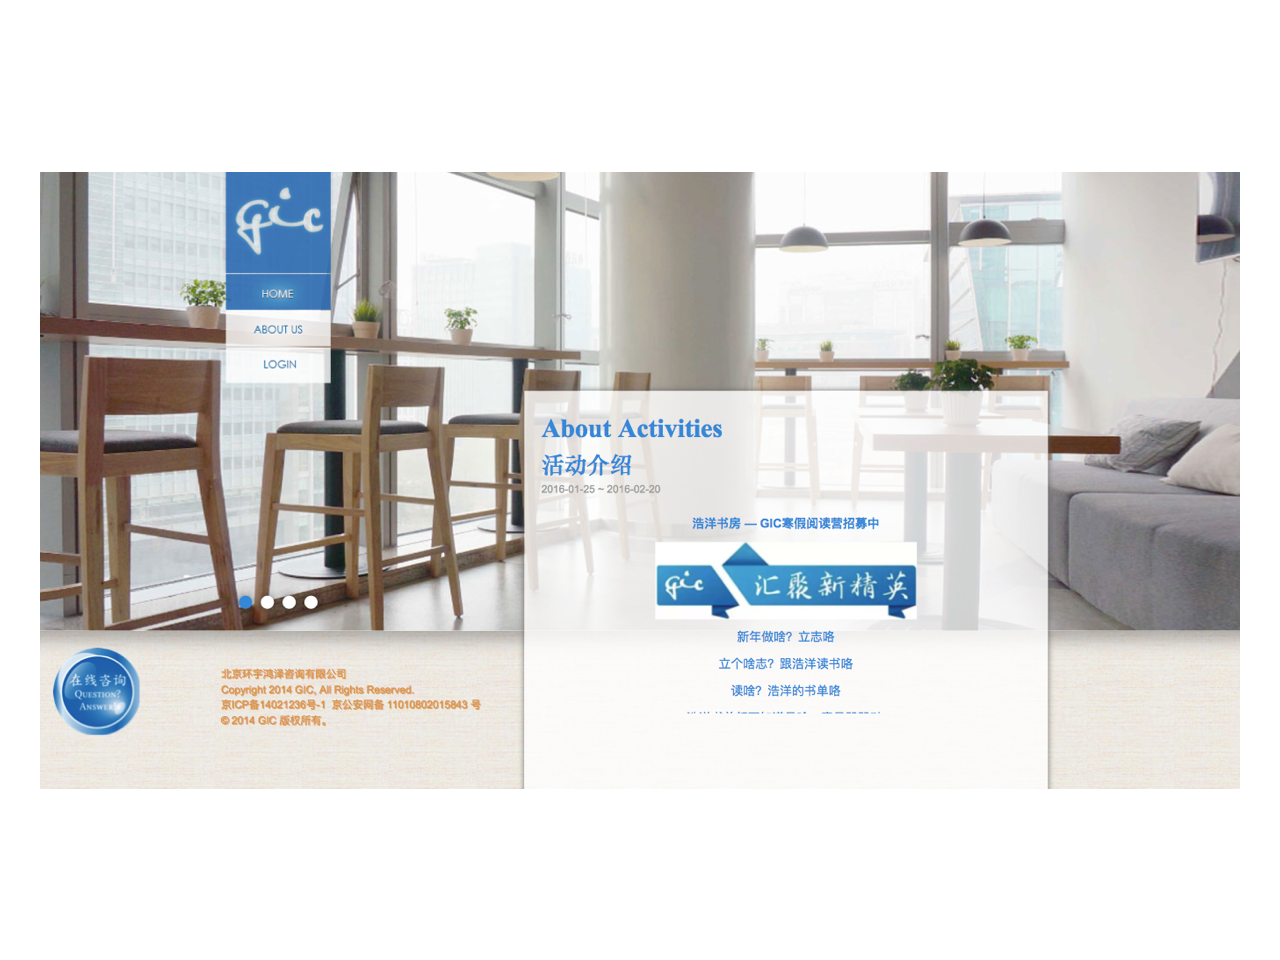 gic
HOME
ABOUT US
LOGIN
About Activities
活动介绍
2016-01-25 ~ 2016-02-20
浩洋书房 — GIC寒假阅读营招募中
gic 汇聚新精英
新年做啥？立志咯
立个啥志？跟浩洋读书咯
读啥？浩洋的书单咯
在线咨询
QUESTION?
ANSWER!
北京环宇鸿泽咨询有限公司
Copyright 2014 GIC, All Rights Reserved.
京ICP备14021236号-1 京公安网备 11010802015843 号
© 2014 GIC 版权所有。